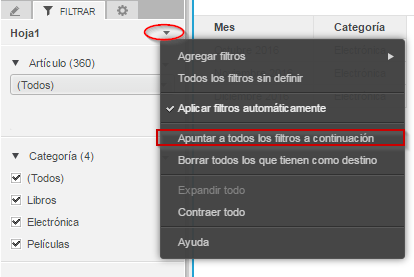 FILTRAR
Mes Categoría
Hoja1
Agregar filtros
Todos los filtros sin definir
Aplicar filtros automáticamente
Apuntar a todos los filtros a continuación
Borrar todos los que tienen como destino
Expandir todo
Contraer todo
Ayuda
Artículo (360)
(Todos)
Categoría (4)
(Todos)
Libros
Electrónica
Películas